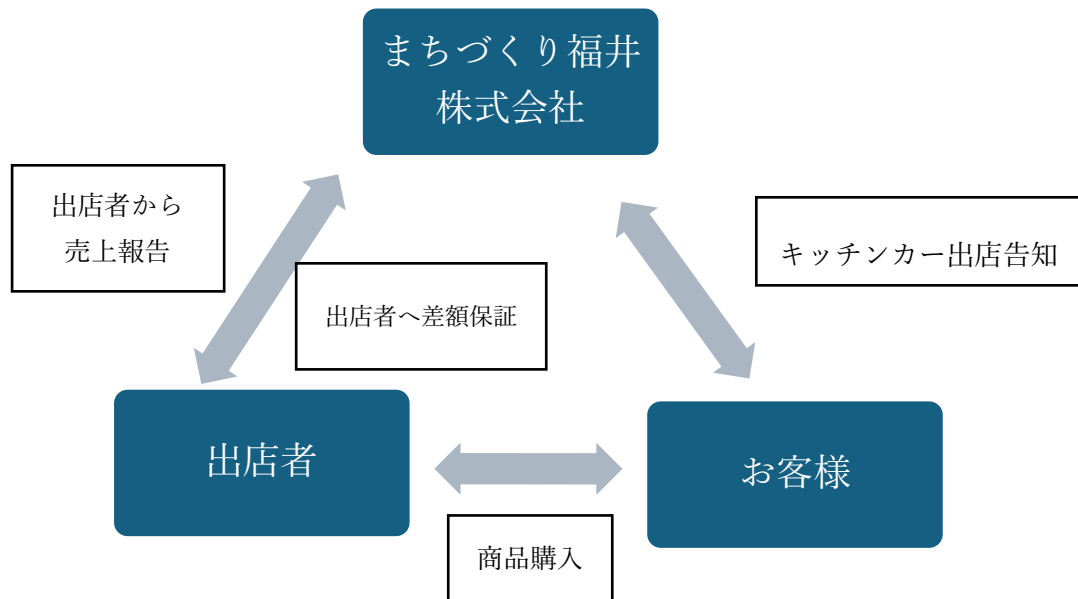 まちづくり福井
株式会社
出店者から
売上報告
キッチンカー出店告知
出店者へ差額保証
出店者
お客様
商品購入